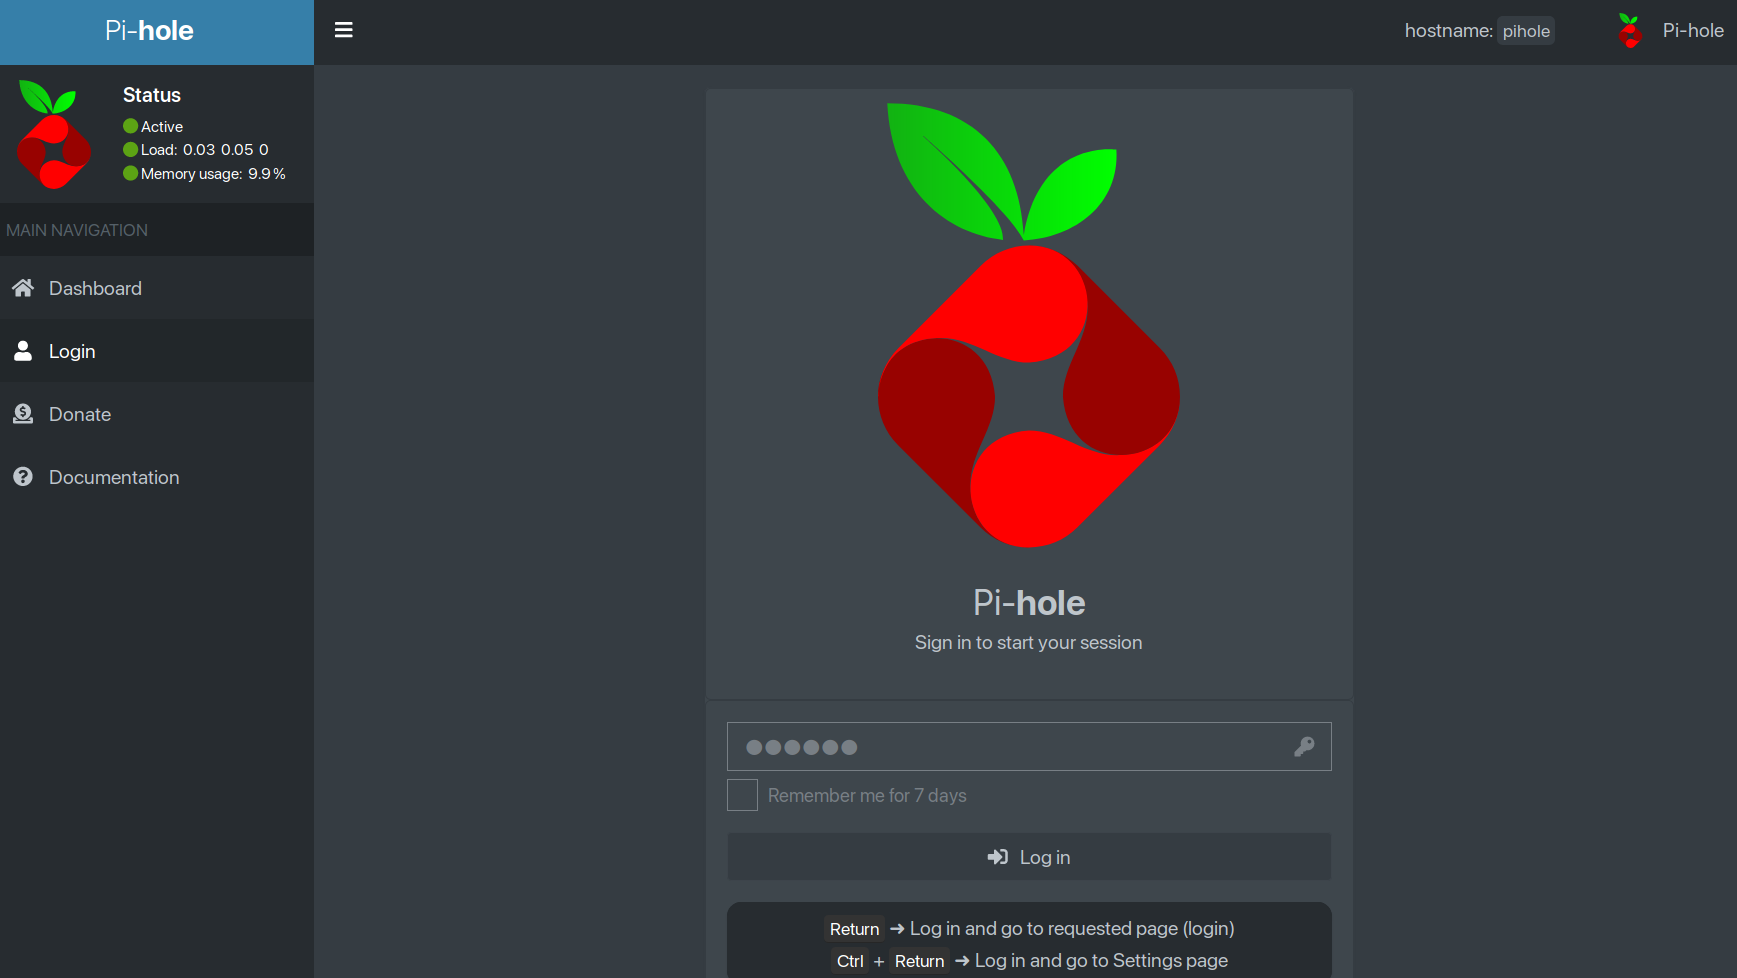 Pi-hole
hostname: pihole
Pi-hole
Status
Active
Load: 0.03 0.05 0
Memory usage: 9.9%
MAIN NAVIGATION
Dashboard
Login
Donate
Documentation
Pi-hole
Sign in to start your session
Remember me for 7 days
Log in
Return ➜ Log in and go to requested page (login)
Ctrl + Return ➜ Log in and go to Settings page